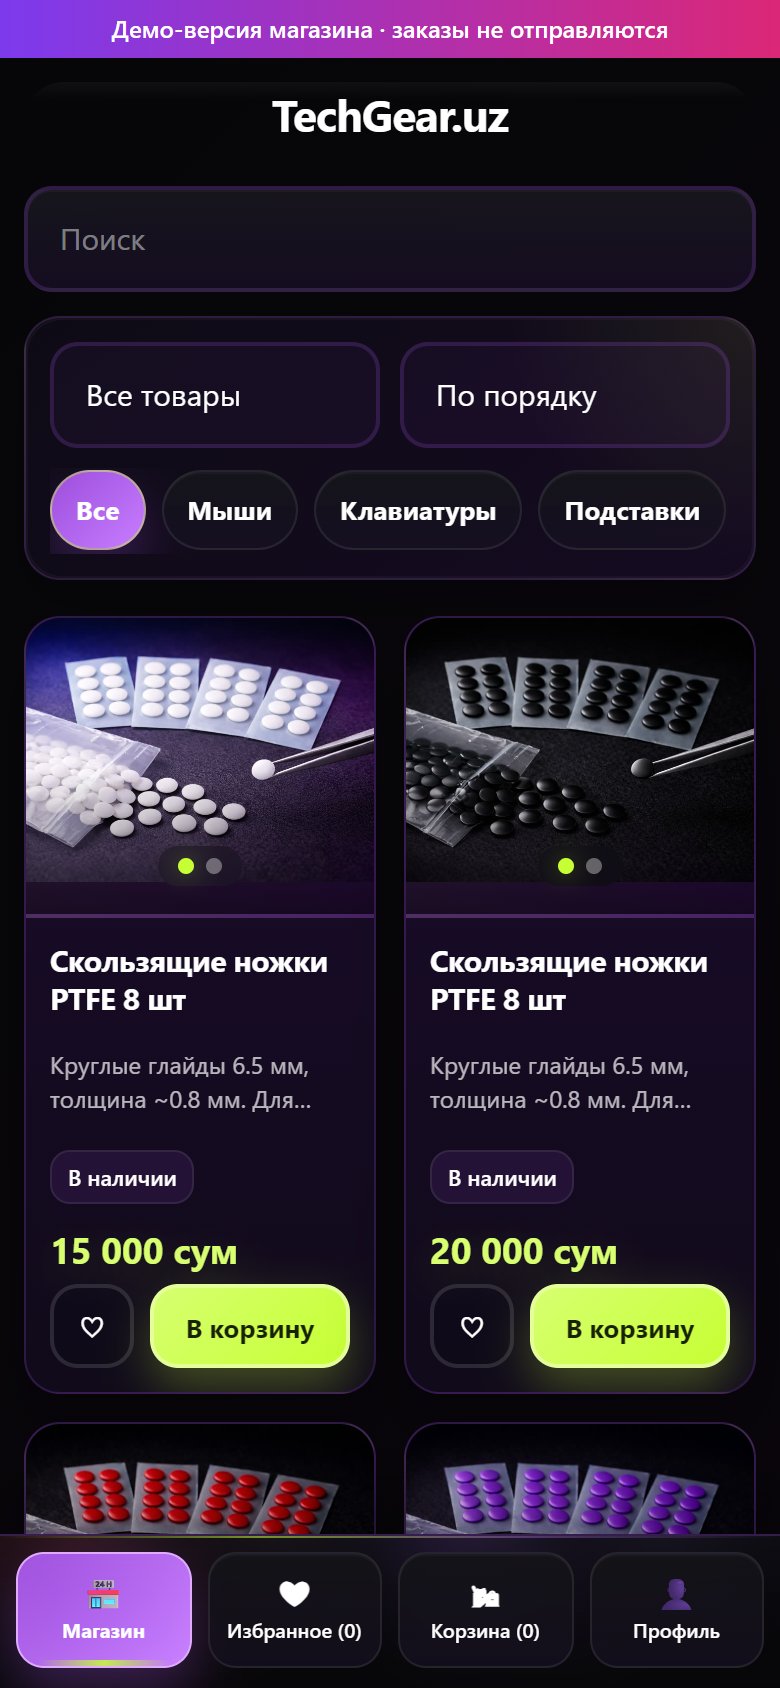 Демо-версия магазина · заказы не отправляются
TechGear.uz
Поиск
Все товары
По порядку
Все
Мыши
Клавиатуры
Подставки
Скользящие ножки
PTFE 8 шт
Круглые глайды 6.5 мм,
толщина ~0.8 мм. Для...
В наличии
15 000 сум
В корзину
Скользящие ножки
PTFE 8 шт
Круглые глайды 6.5 мм,
толщина ~0.8 мм. Для...
В наличии
20 000 сум
В корзину
24H
Магазин
Избранное (0)
Корзина (0)
Профиль